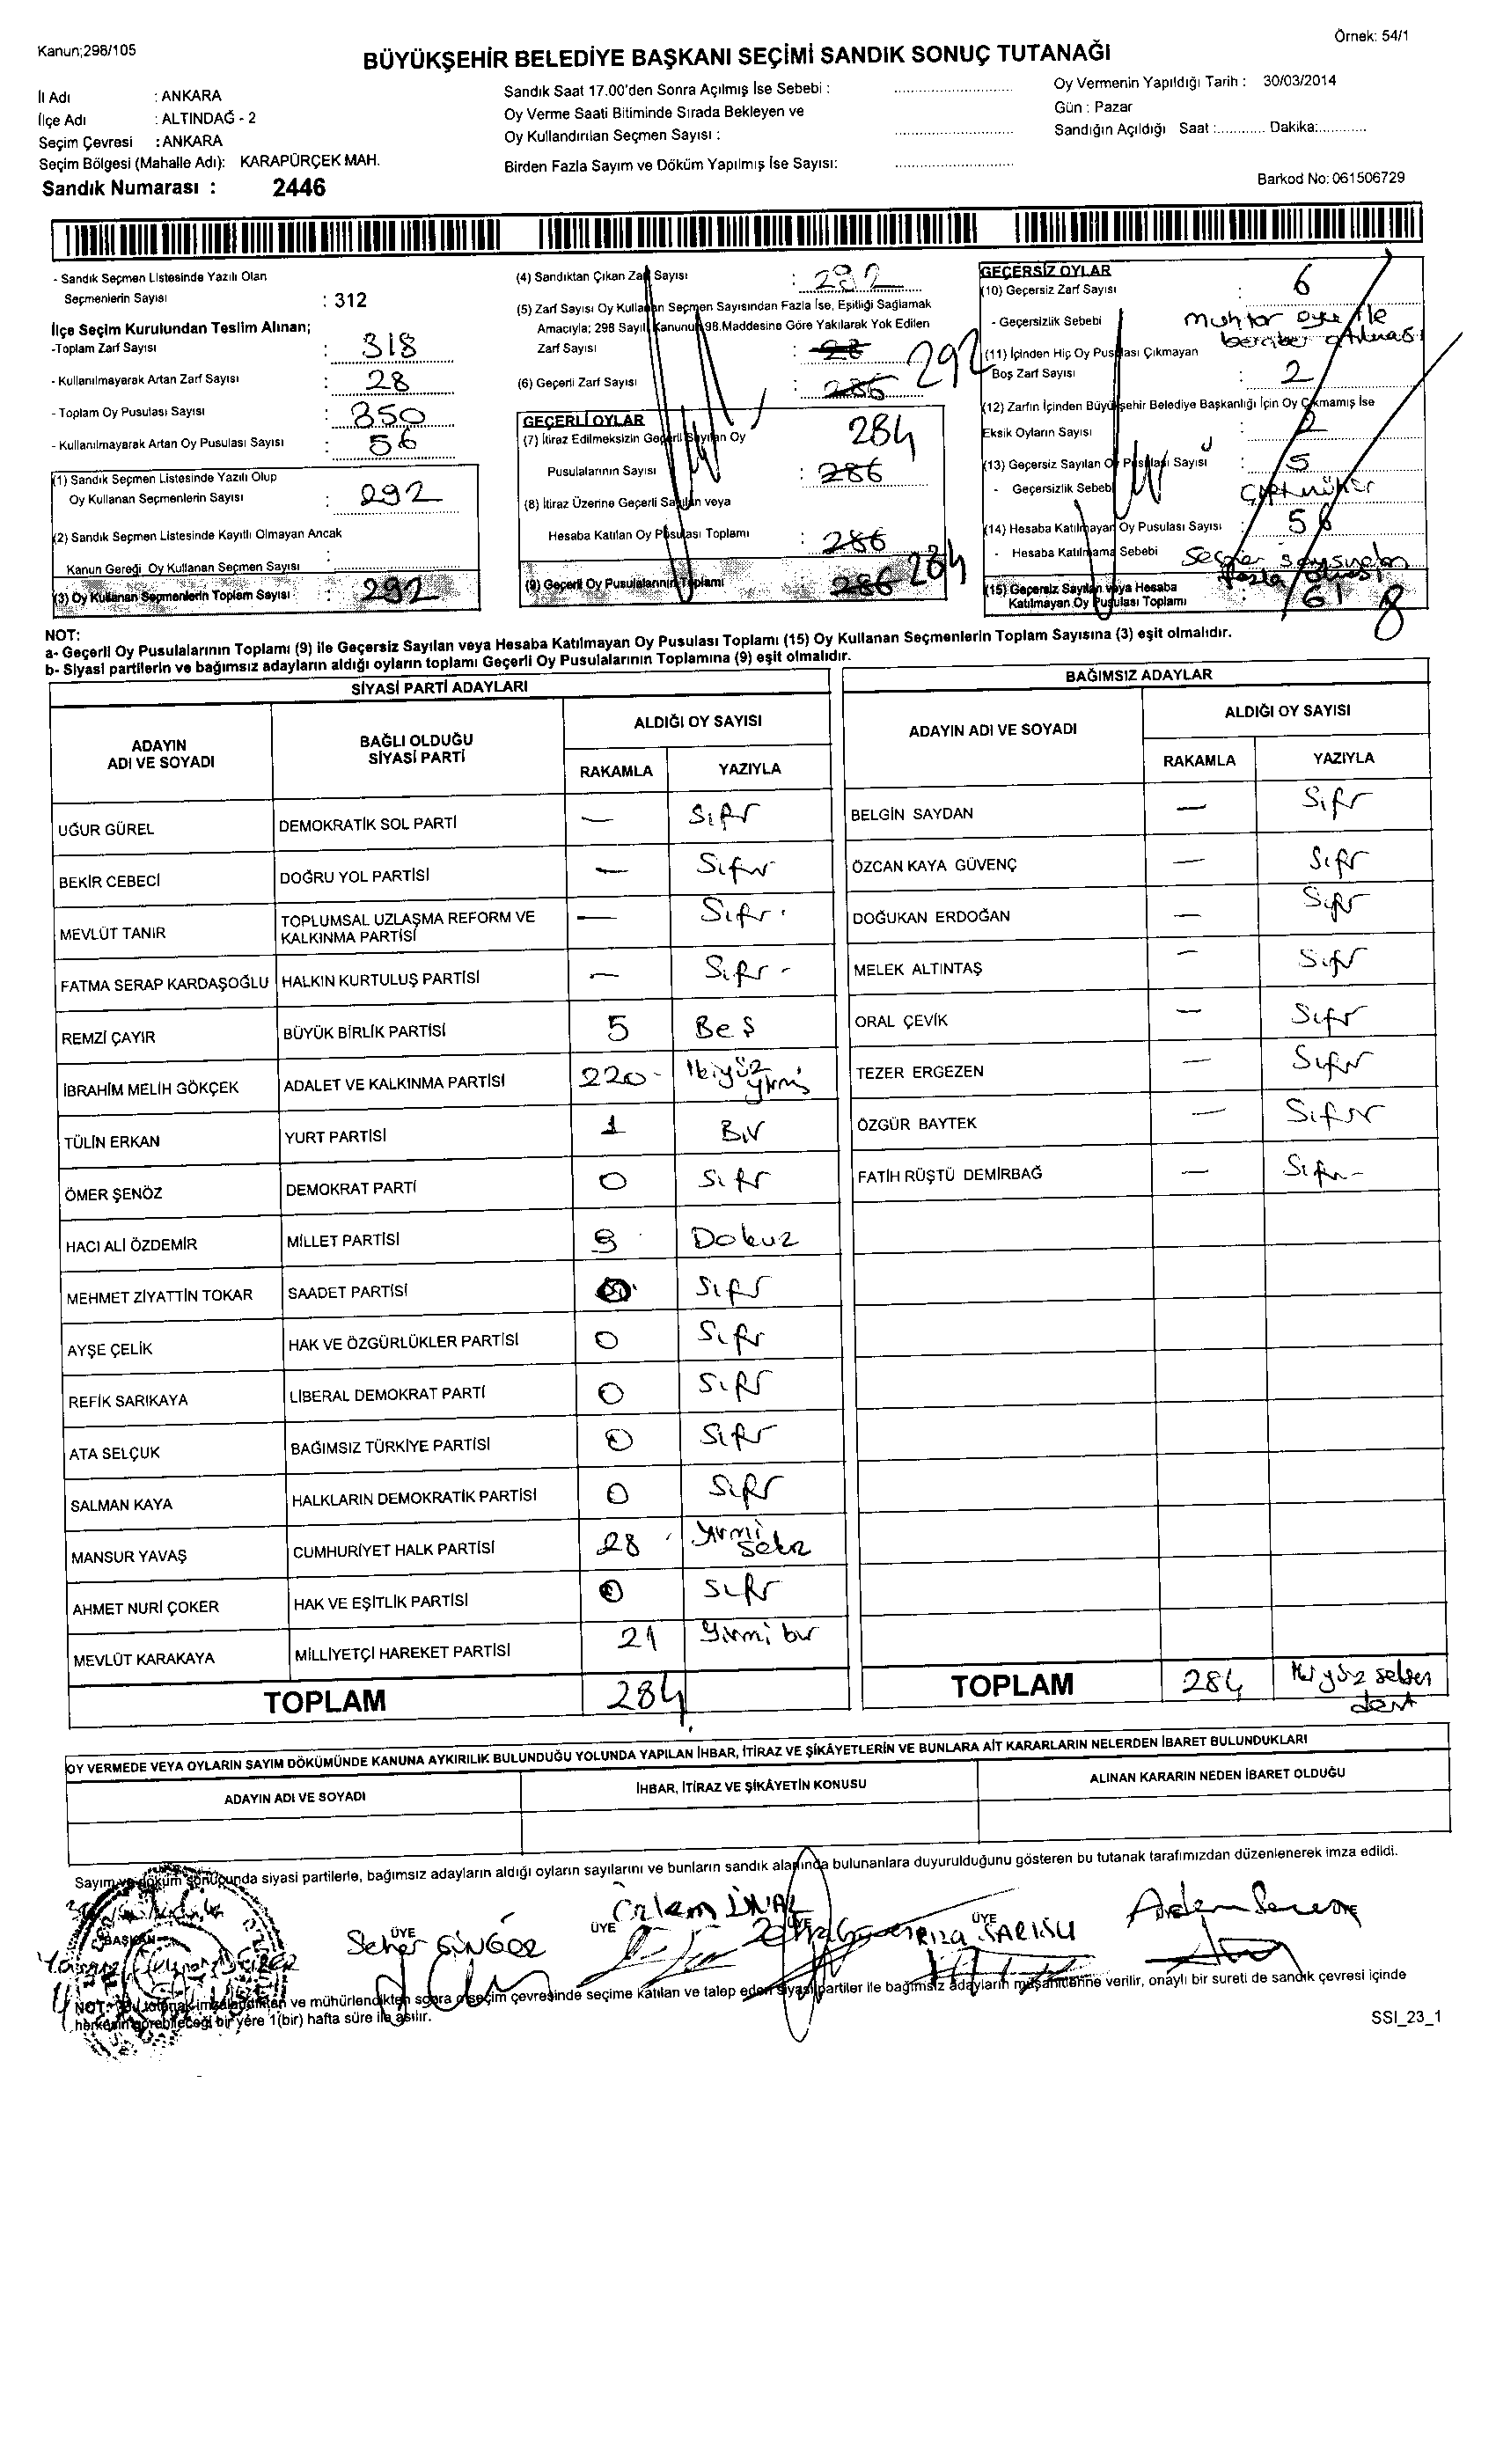 Kanun;298/105
Örnek: 54/1
BÜYÜKŞEHİR BELEDİYE BAŞKANI SEÇİMİ SANDIK SONUÇ TUTANAĞI
İl Adı : ANKARA
İlçe Adı : ALTINDAĞ - 2
Seçim Çevresi : ANKARA
Seçim Bölgesi (Mahalle Adı): KARAPÜRÇEK MAH.
Sandık Numarası : 2446
Sandık Saat 17.00'den Sonra Açılmış İse Sebebi :
Oy Verme Saati Bitiminde Sırada Bekleyen ve
Oy Kullandırılan Seçmen Sayısı :
Birden Fazla Sayım ve Döküm Yapılmış İse Sayısı:
Oy Vermenin Yapıldığı Tarih : 30/03/2014
Gün : Pazar
Sandığın Açıldığı Saat :............ Dakika:............
Barkod No: 061506729
- Sandık Seçmen Listesinde Yazılı Olan
Seçmenlerin Sayısı : 312
İlçe Seçim Kurulundan Teslim Alınan;
-Toplam Zarf Sayısı : 318
- Kullanılmayarak Artan Zarf Sayısı : 28
- Toplam Oy Pusulası Sayısı : 350
- Kullanılmayarak Artan Oy Pusulası Sayısı : 56
(1) Sandık Seçmen Listesinde Yazılı Olup
Oy Kullanan Seçmenlerin Sayısı : 292
(2) Sandık Seçmen Listesinde Kayıtlı Olmayan Ancak
Kanun Gereği Oy Kullanan Seçmen Sayısı :
(3) Oy Kullanan Seçmenlerin Toplam Sayısı : 292
(4) Sandıktan Çıkan Zarf Sayısı : 292
(5) Zarf Sayısı Oy Kullanan Seçmen Sayısından Fazla İse, Eşitliği Sağlamak
Amacıyla; 298 Sayılı Kanunun 98.Maddesine Göre Yakılarak Yok Edilen
Zarf Sayısı : 28
(6) Geçerli Zarf Sayısı : 286 292
GEÇERLİ OYLAR
(7) İtiraz Edilmeksizin Geçerli Sayılan Oy 284
Pusulalarının Sayısı : 286
(8) İtiraz Üzerine Geçerli Sayılan veya
Hesaba Katılan Oy Pusulası Toplamı : 286
(9) Geçerli Oy Pusulalarının Toplamı : 286 284
GEÇERSİZ OYLAR
(10) Geçersiz Zarf Sayısı : 6
- Geçersizlik Sebebi muhtar oyu ile
beraber atılması
(11) İçinden Hiç Oy Pusulası Çıkmayan
Boş Zarf Sayısı : 2
(12) Zarfın İçinden Büyükşehir Belediye Başkanlığı İçin Oy Çıkmamış İse
Eksik Oyların Sayısı : 2
(13) Geçersiz Sayılan Oy Pusulası Sayısı : 5
- Geçersizlik Sebebi
(14) Hesaba Katılmayan Oy Pusulası Sayısı : 56
- Hesaba Katılmama Sebebi
(15) Geçersiz Sayılan veya Hesaba
Katılmayan Oy Pusulası Toplamı : 61 8
NOT:
a- Geçerli Oy Pusulalarının Toplamı (9) ile Geçersiz Sayılan veya Hesaba Katılmayan Oy Pusulası Toplamı (15) Oy Kullanan Seçmenlerin Toplam Sayısına (3) eşit olmalıdır.
b- Siyasi partilerin ve bağımsız adayların aldığı oyların toplamı Geçerli Oy Pusulalarının Toplamına (9) eşit olmalıdır.
SİYASİ PARTİ ADAYLARI
ADAYIN ADI VE SOYADI BAĞLI OLDUĞU SİYASİ PARTİ ALDIĞI OY SAYISI
RAKAMLA YAZIYLA
UĞUR GÜREL DEMOKRATİK SOL PARTİ — Sıfır
BEKİR CEBECİ DOĞRU YOL PARTİSİ — Sıfır
MEVLÜT TANIR TOPLUMSAL UZLAŞMA REFORM VE KALKINMA PARTİSİ — Sıfır
FATMA SERAP KARDAŞOĞLU HALKIN KURTULUŞ PARTİSİ — Sıfır
REMZİ ÇAYIR BÜYÜK BİRLİK PARTİSİ 5 Beş
İBRAHİM MELİH GÖKÇEK ADALET VE KALKINMA PARTİSİ 220 İkiyüz yirmi
TÜLİN ERKAN YURT PARTİSİ 1 Bir
ÖMER ŞENÖZ DEMOKRAT PARTİ 0 Sıfır
HACI ALİ ÖZDEMİR MİLLET PARTİSİ 9 Dokuz
MEHMET ZİYATTİN TOKAR SAADET PARTİSİ 0 Sıfır
AYŞE ÇELİK HAK VE ÖZGÜRLÜKLER PARTİSİ 0 Sıfır
REFİK SARIKAYA LİBERAL DEMOKRAT PARTİ 0 Sıfır
ATA SELÇUK BAĞIMSIZ TÜRKİYE PARTİSİ 0 Sıfır
SALMAN KAYA HALKLARIN DEMOKRATİK PARTİSİ 0 Sıfır
MANSUR YAVAŞ CUMHURİYET HALK PARTİSİ 28 Yirmi sekiz
AHMET NURİ ÇOKER HAK VE EŞİTLİK PARTİSİ 0 Sıfır
MEVLÜT KARAKAYA MİLLİYETÇİ HAREKET PARTİSİ 21 Yirmi bir
TOPLAM 284
BAĞIMSIZ ADAYLAR
ADAYIN ADI VE SOYADI ALDIĞI OY SAYISI
RAKAMLA YAZIYLA
BELGİN SAYDAN — Sıfır
ÖZCAN KAYA GÜVENÇ — Sıfır
DOĞUKAN ERDOĞAN — Sıfır
MELEK ALTINTAŞ — Sıfır
ORAL ÇEVİK — Sıfır
TEZER ERGEZEN — Sıfır
ÖZGÜR BAYTEK — Sıfır
FATİH RÜŞTÜ DEMİRBAĞ — Sıfır
TOPLAM 284 İkiyüz seksen dört
OY VERMEDE VEYA OYLARIN SAYIM DÖKÜMÜNDE KANUNA AYKIRILIK BULUNDUĞU YOLUNDA YAPILAN İHBAR, İTİRAZ VE ŞİKÂYETLERİN VE BUNLARA AİT KARARLARIN NELERDEN İBARET BULUNDUKLARI
ADAYIN ADI VE SOYADI İHBAR, İTİRAZ VE ŞİKÂYETİN KONUSU ALINAN KARARIN NEDEN İBARET OLDUĞU
Sayım ve döküm sonucunda siyasi partilerle, bağımsız adayların aldığı oyların sayılarını ve bunların sandık alanında bulunanlara duyurulduğunu gösteren bu tutanak tarafımızdan düzenlenerek imza edildi.
BAŞKAN ÜYE ÜYE ÜYE ÜYE
Seher GÜNGÖR Özlem İNAL Rıza SARISU
NOT: Bu tutanak imzalandıktan ve mühürlendikten sonra o seçim çevresinde seçime katılan ve talep eden siyasi partiler ile bağımsız adayların müşahitlerine verilir, onaylı bir sureti de sandık çevresi içinde
herkesin görebileceği bir yere 1(bir) hafta süre ile asılır.
SSI_23_1